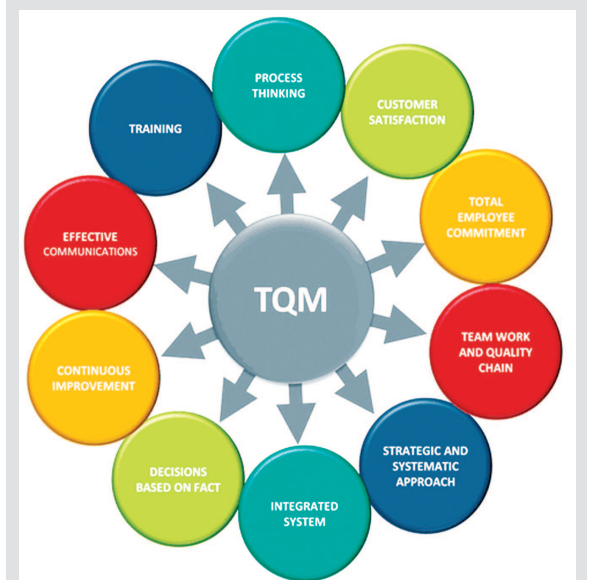 PROCESS
THINKING
CUSTOMER
SATISFACTION
TOTAL
EMPLOYEE
COMMITMENT
TEAM WORK
AND QUALITY
CHAIN
STRATEGIC AND
SYSTEMATIC
APPROACH
INTEGRATED
SYSTEM
DECISIONS
BASED ON FACT
CONTINUOUS
IMPROVEMENT
EFFECTIVE
COMMUNICATIONS
TRAINING
TQM